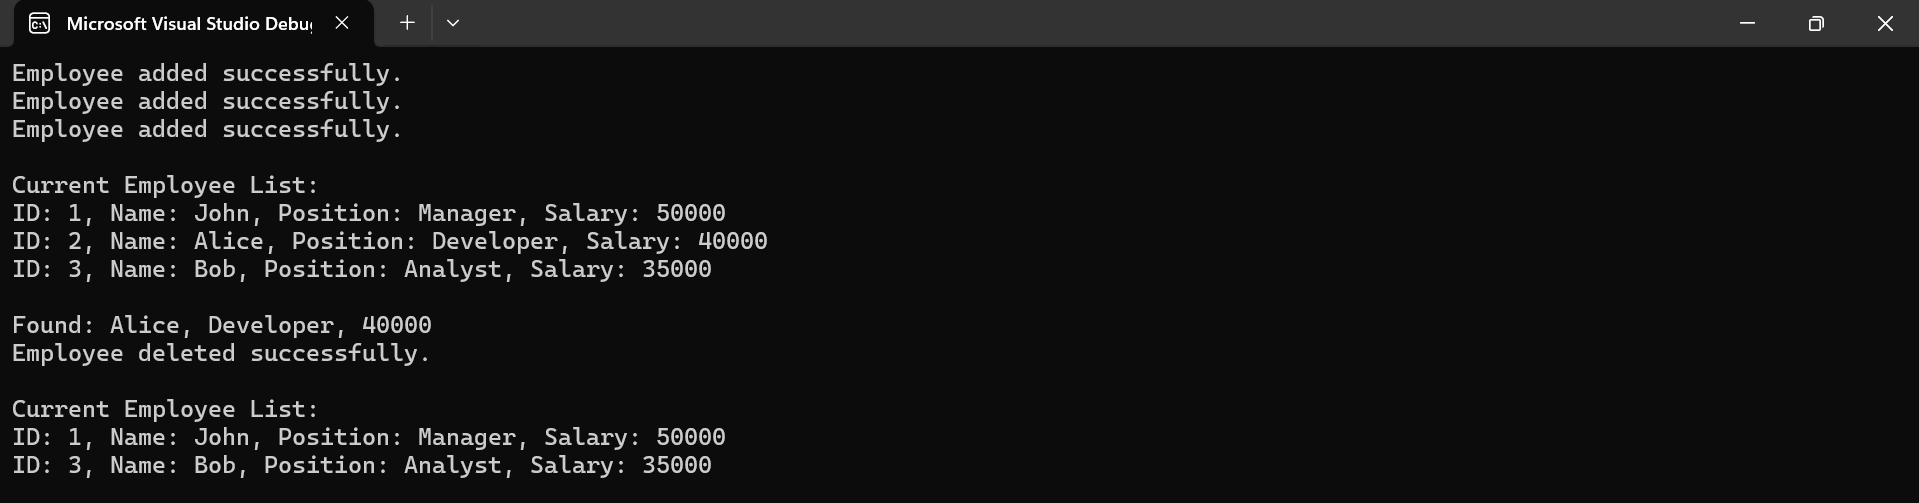 Microsoft Visual Studio Debu
Employee added successfully.
Employee added successfully.
Employee added successfully.
Current Employee List:
ID: 1, Name: John, Position: Manager, Salary: 50000
ID: 2, Name: Alice, Position: Developer, Salary: 40000
ID: 3, Name: Bob, Position: Analyst, Salary: 35000
Found: Alice, Developer, 40000
Employee deleted successfully.
Current Employee List:
ID: 1, Name: John, Position: Manager, Salary: 50000
ID: 3, Name: Bob, Position: Analyst, Salary: 35000